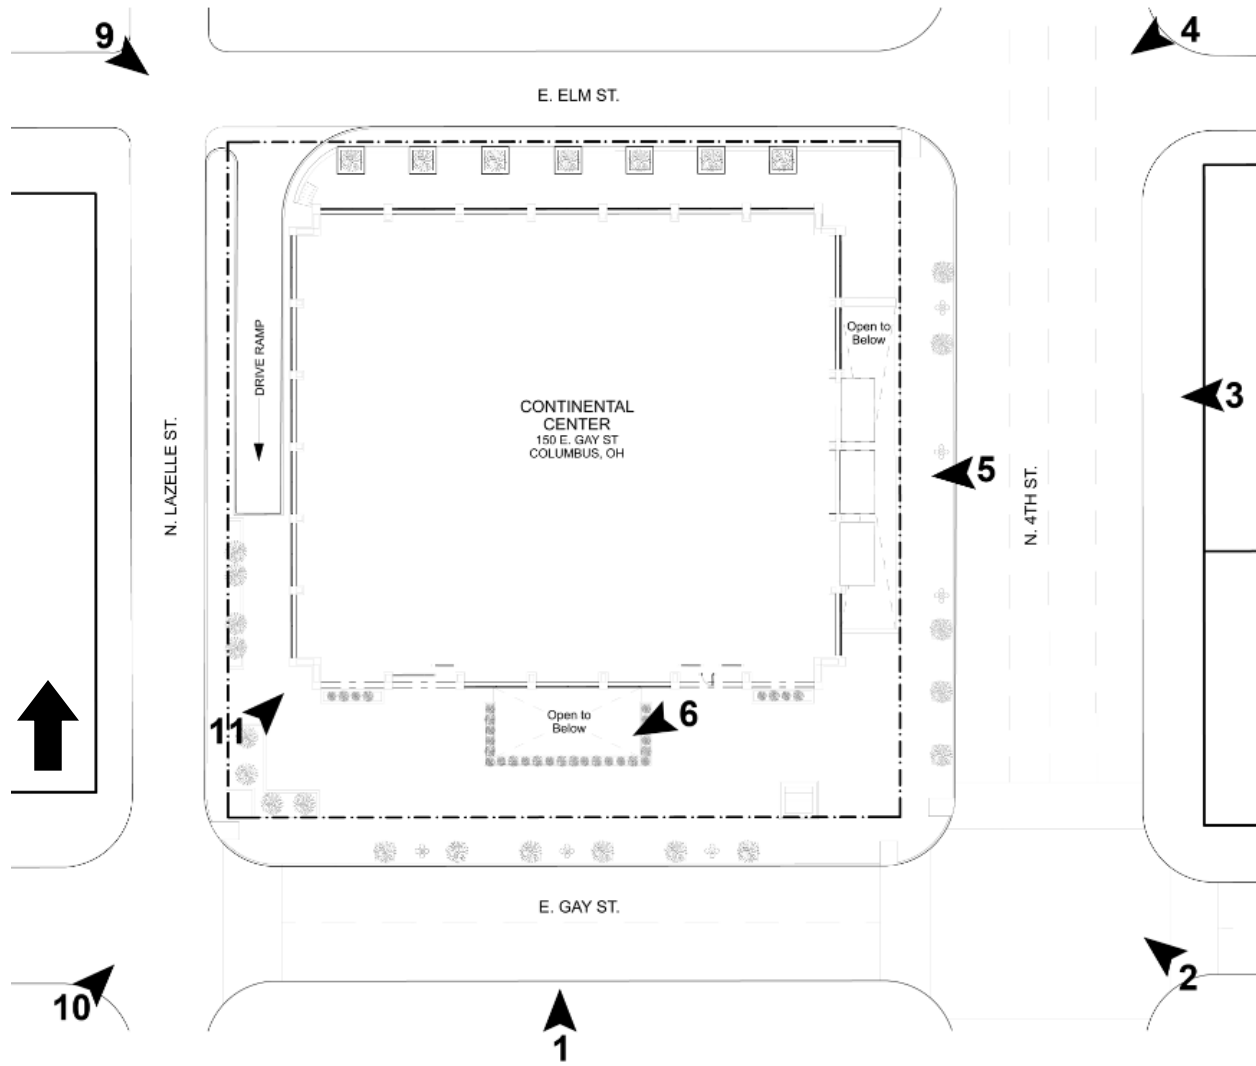 9
4
E. ELM ST.
DRIVE RAMP
Open to
Below
3
CONTINENTAL
CENTER
150 E. GAY ST
COLUMBUS, OH
N. LAZELLE ST.
5
N. 4TH ST.
11
Open to
Below
6
E. GAY ST.
10
2
1